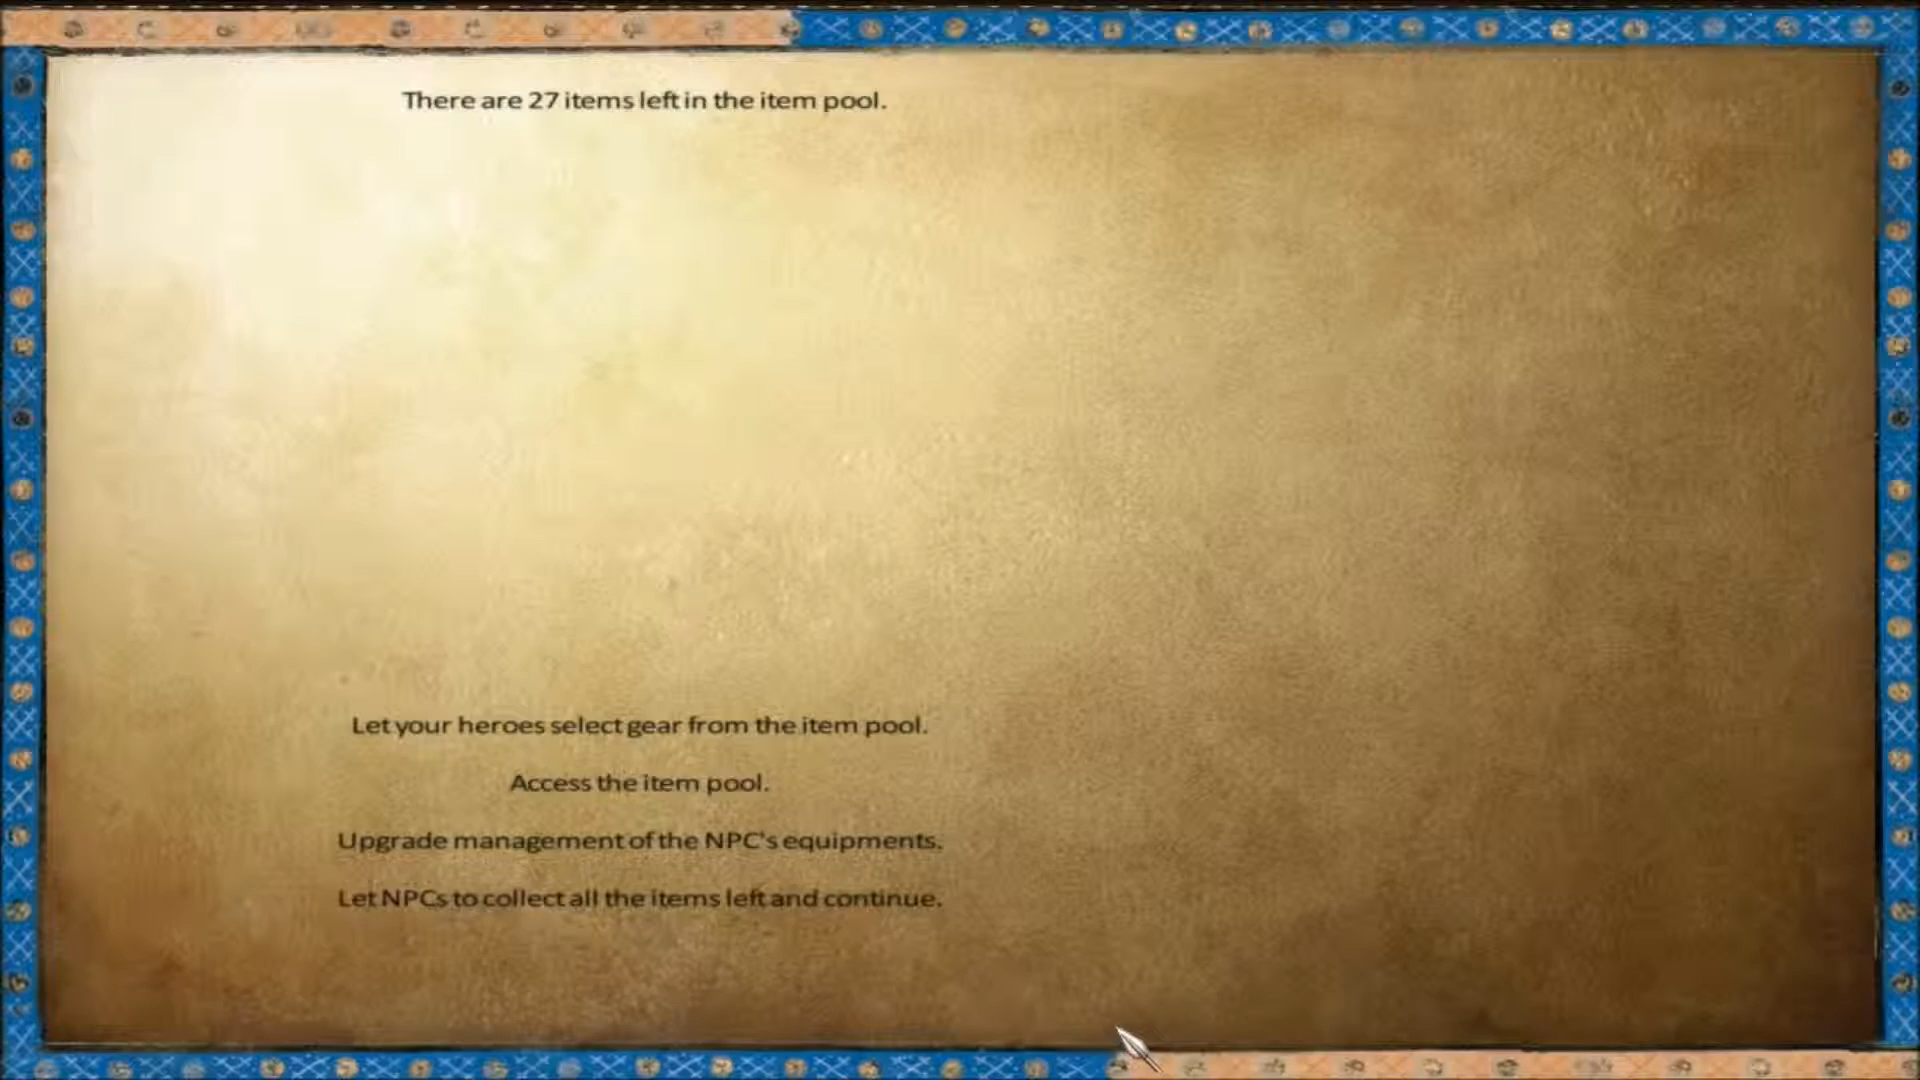 There are 27 items left in the item pool.
Let your heroes select gear from the item pool.
Access the item pool.
Upgrade management of the NPC's equipments.
Let NPCs to collect all the items left and continue.